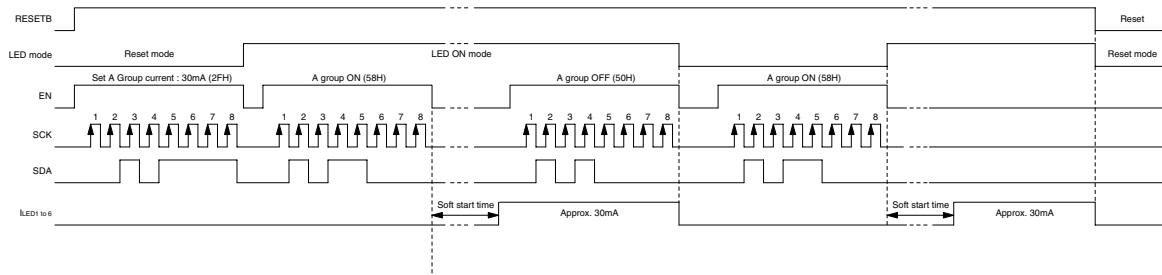 RESETB
Reset
LED mode
Reset mode
LED ON mode
Reset mode
Set A Group current : 30mA (2FH)
A group ON (58H)
A group OFF (50H)
A group ON (58H)
EN
1 2 3 4 5 6 7 8
1 2 3 4 5 6 7 8
1 2 3 4 5 6 7 8
1 2 3 4 5 6 7 8
SCK
SDA
Soft start time
Soft start time
ILED1 to 6
Approx. 30mA
Approx. 30mA